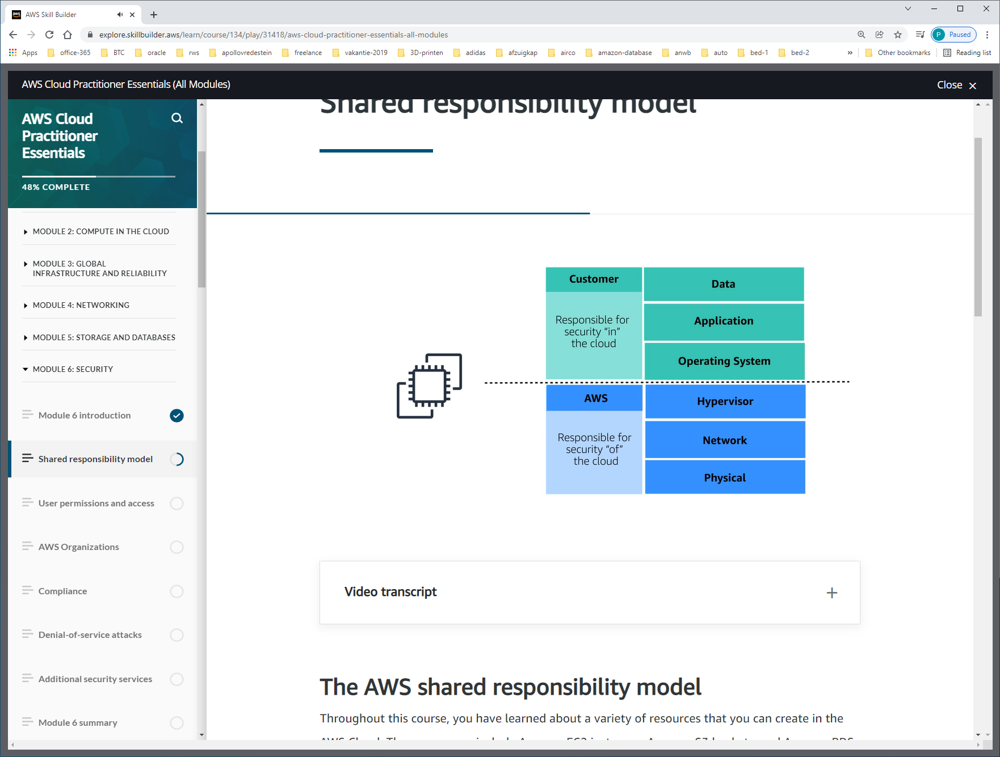 AWS Skill Builder
explore.skillbuilder.aws/learn/course/134/play/31418/aws-cloud-practitioner-essentials-all-modules
P Paused
Apps office-365 BTC oracle rws apollovredestein freelance vakantie-2019 3D-printen adidas afzuigkap airco amazon-database anwb auto bed-1 bed-2 » Other bookmarks Reading list
AWS Cloud Practitioner Essentials (All Modules)
Close
AWS Cloud
Practitioner
Essentials
48% COMPLETE
MODULE 2: COMPUTE IN THE CLOUD
MODULE 3: GLOBAL
INFRASTRUCTURE AND RELIABILITY
MODULE 4: NETWORKING
MODULE 5: STORAGE AND DATABASES
MODULE 6: SECURITY
Module 6 introduction
Shared responsibility model
User permissions and access
AWS Organizations
Compliance
Denial-of-service attacks
Additional security services
Module 6 summary
Shared responsibility model
Customer
Responsible for
security “in”
the cloud
Data
Application
Operating System
AWS
Responsible for
security “of”
the cloud
Hypervisor
Network
Physical
Video transcript
The AWS shared responsibility model
Throughout this course, you have learned about a variety of resources that you can create in the